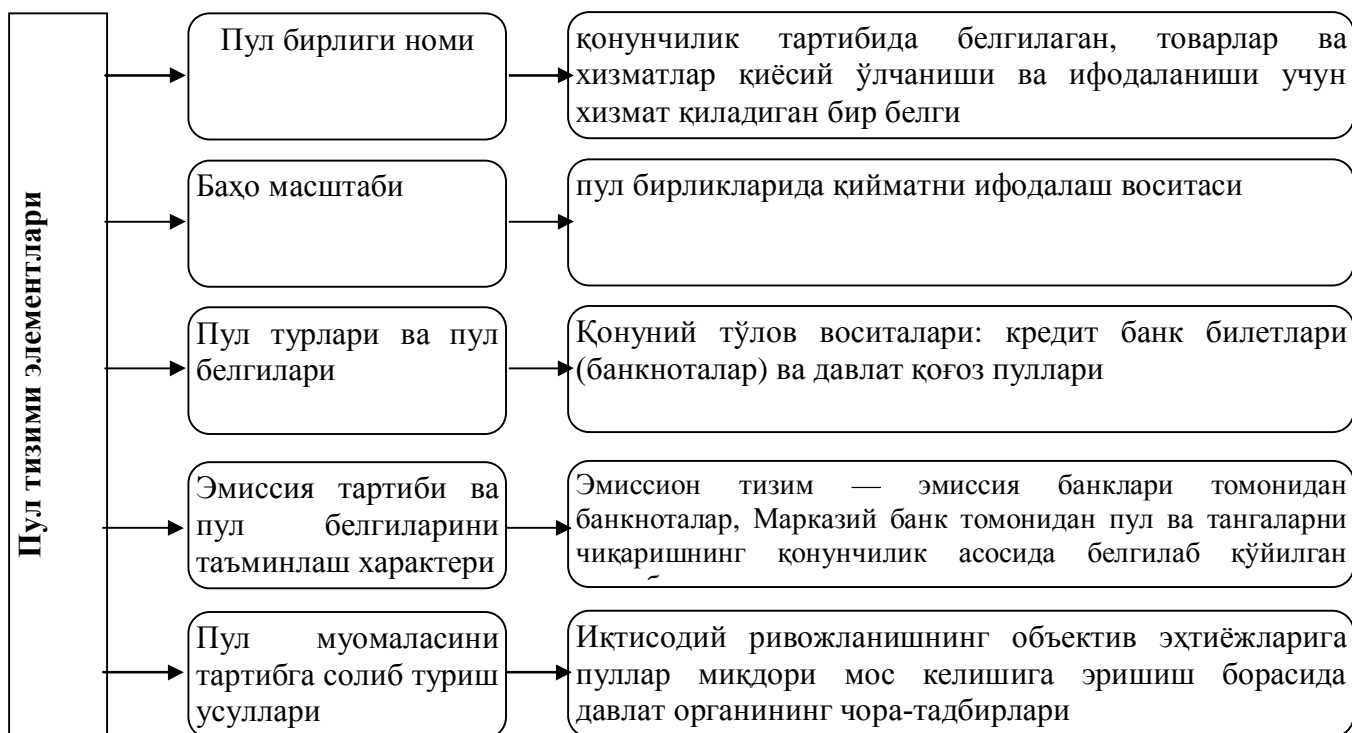 Пул тизими элементлари
Пул бирлиги номи
қонунчилик тартибида белгилаган, товарлар ва
хизматлар қиёсий ўлчаниши ва ифодаланиши учун
хизмат қиладиган бир белги
Баҳо масштаби
пул бирликларида қийматни ифодалаш воситаси
Пул турлари ва пул
белгилари
Қонуний тўлов воситалари: кредит банк билетлари
(банкноталар) ва давлат қоғоз пуллари
Эмиссия тартиби ва
пул белгиларини
таъминлаш характери
Эмиссион тизим — эмиссия банклари томонидан
банкноталар, Марказий банк томонидан пул ва тангаларни
чиқаришнинг қонунчилик асосида белгилаб қўйилган
Пул муомаласини
тартибга солиб туриш
усуллари
Иқтисодий ривожланишнинг объектив эҳтиёжларига
пуллар миқдори мос келишига эришиш борасида
давлат органининг чора-тадбирлари